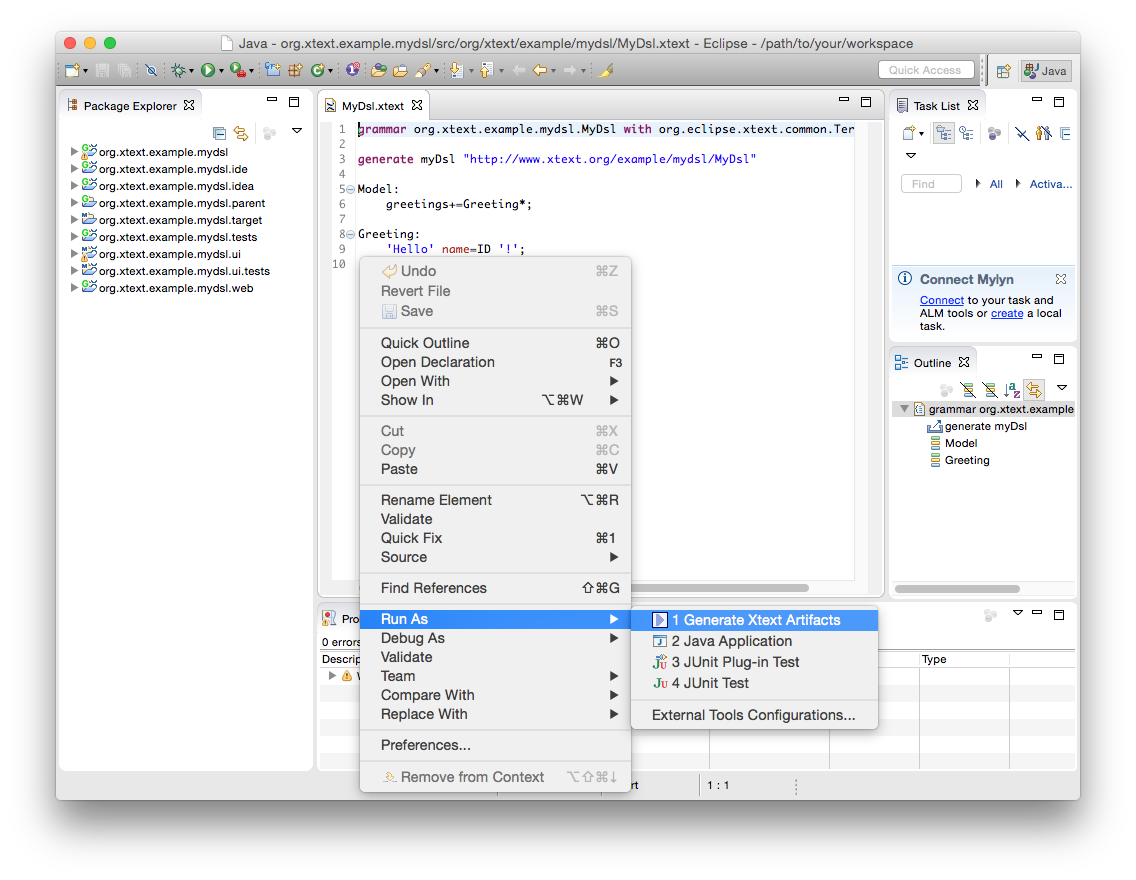 Java - org.xtext.example.mydsl/src/org/xtext/example/mydsl/MyDsl.xtext - Eclipse - /path/to/your/workspace
Quick Access
Java
Package Explorer
org.xtext.example.mydsl
org.xtext.example.mydsl.ide
org.xtext.example.mydsl.idea
org.xtext.example.mydsl.parent
org.xtext.example.mydsl.target
org.xtext.example.mydsl.tests
org.xtext.example.mydsl.ui
org.xtext.example.mydsl.ui.tests
org.xtext.example.mydsl.web
MyDsl.xtext
1 grammar org.xtext.example.mydsl.MyDsl with org.eclipse.xtext.common.Ter
2
3 generate myDsl "http://www.xtext.org/example/mydsl/MyDsl"
4
5 Model:
6 greetings+=Greeting*;
7
8 Greeting:
9 'Hello' name=ID '!';
10
Undo ⌘Z
Revert File
Save ⌘S
Quick Outline ⌘O
Open Declaration F3
Open With
Show In ⌥⌘W
Cut ⌘X
Copy ⌘C
Paste ⌘V
Rename Element ⌥⌘R
Validate
Quick Fix ⌘1
Source
Find References ⇧⌘G
Run As
Debug As
Validate
Team
Compare With
Replace With
Preferences...
Remove from Context ⌥⇧⌘↓
1 Generate Xtext Artifacts
2 Java Application
3 JUnit Plug-in Test
4 JUnit Test
External Tools Configurations...
Task List
Find
All
Activa...
Connect Mylyn
Connect to your task and
ALM tools or create a local
task.
Outline
grammar org.xtext.example
generate myDsl
Model
Greeting
Pro
0 errors
Descrip
Type
1 : 1